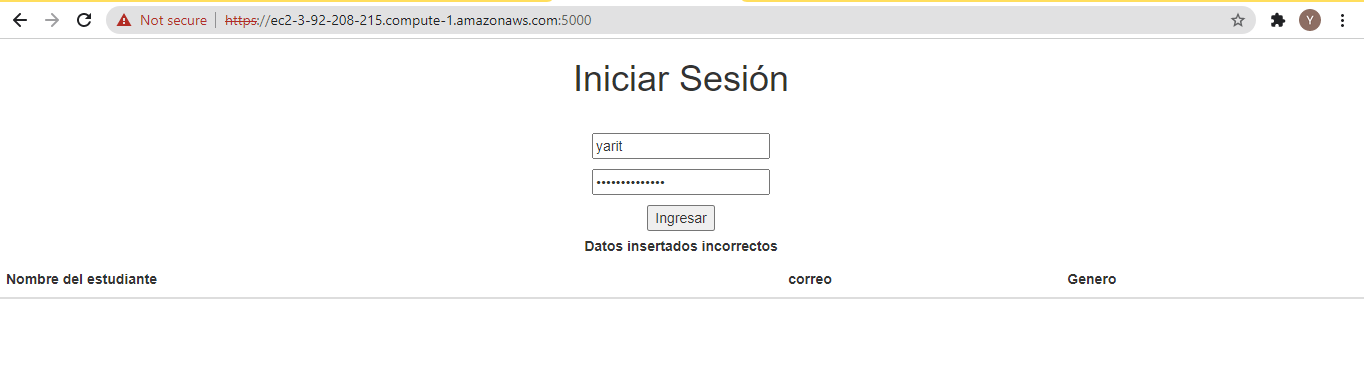 Not secure | https://ec2-3-92-208-215.compute-1.amazonaws.com:5000
Y
Iniciar Sesión
yarit
••••••••••••••
Ingresar
Datos insertados incorrectos
Nombre del estudiante correo Genero